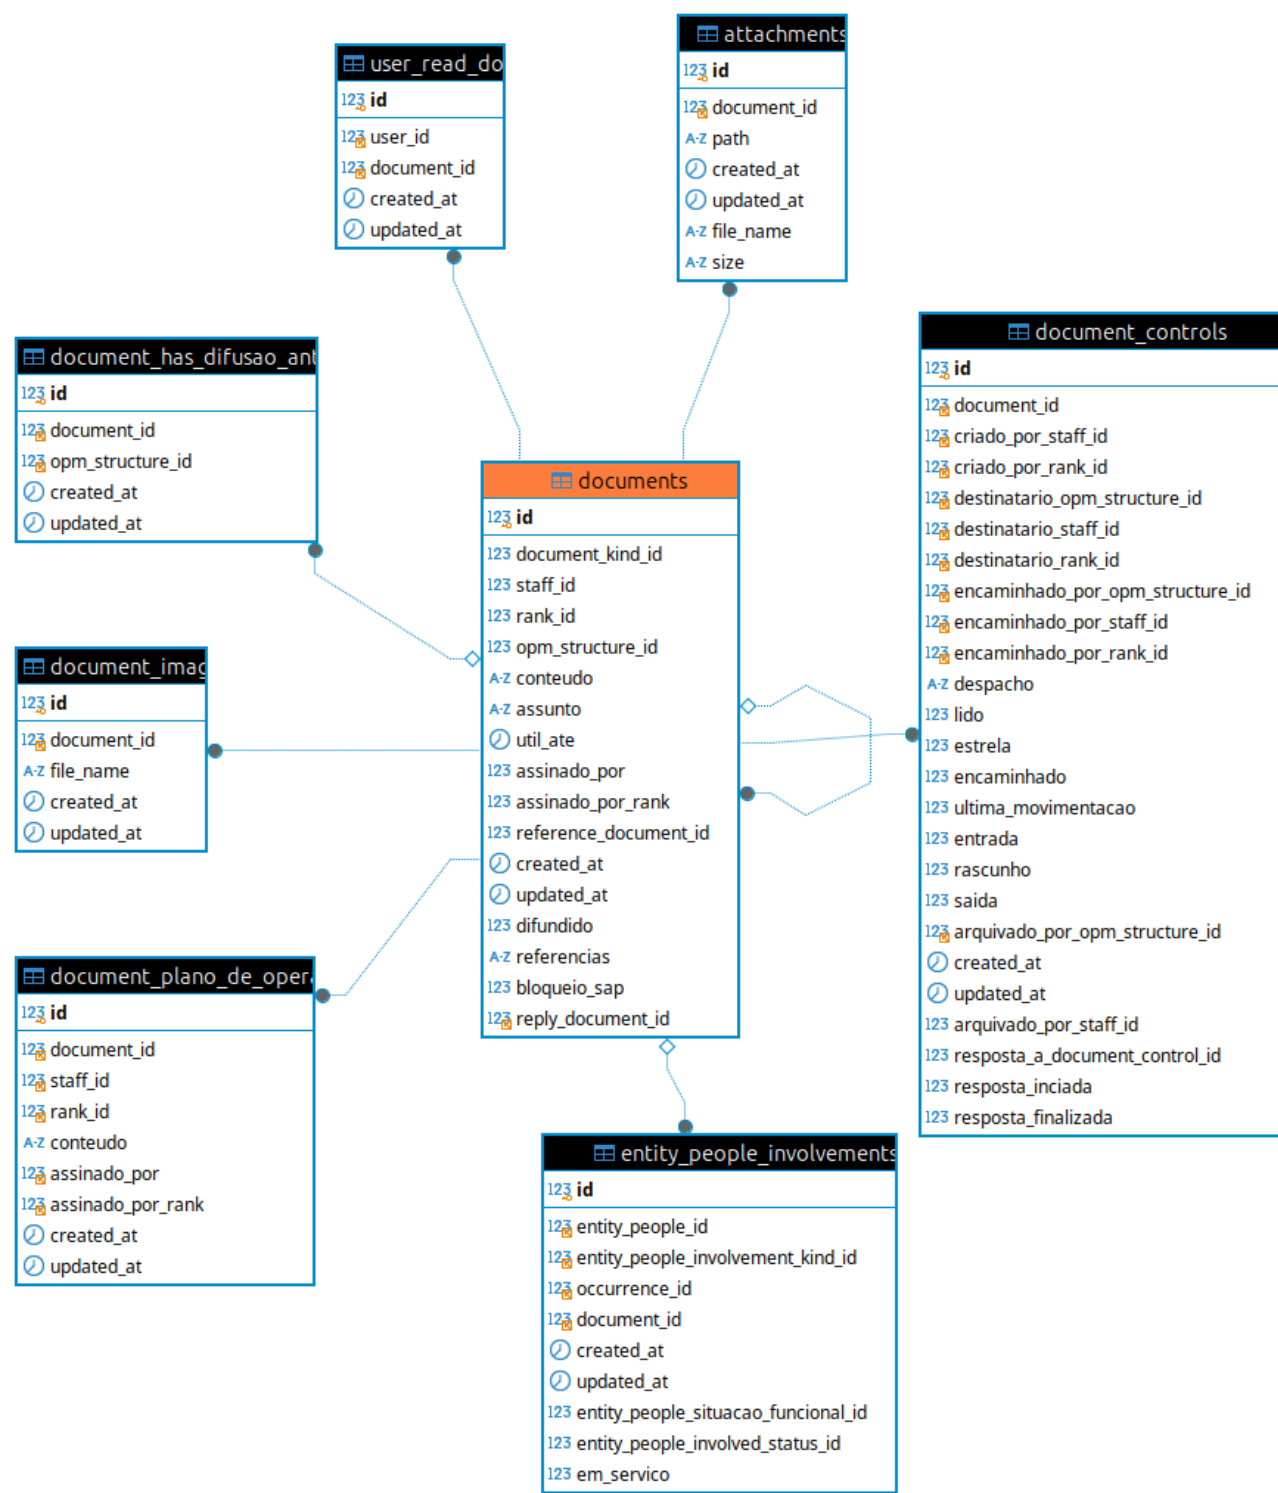 user_read_do
id
user_id
document_id
created_at
updated_at
attachments
id
document_id
path
created_at
updated_at
file_name
size
document_has_difusao_ant
id
document_id
opm_structure_id
created_at
updated_at
document_imag
id
document_id
file_name
created_at
updated_at
document_plano_de_opera
id
document_id
staff_id
rank_id
conteudo
assinado_por
assinado_por_rank
created_at
updated_at
documents
id
document_kind_id
staff_id
rank_id
opm_structure_id
conteudo
assunto
util_ate
assinado_por
assinado_por_rank
reference_document_id
created_at
updated_at
difundido
referencias
bloqueio_sap
reply_document_id
document_controls
id
document_id
criado_por_staff_id
criado_por_rank_id
destinatario_opm_structure_id
destinatario_staff_id
destinatario_rank_id
encaminhado_por_opm_structure_id
encaminhado_por_staff_id
encaminhado_por_rank_id
despacho
lido
estrela
encaminhado
ultima_movimentacao
entrada
rascunho
saida
arquivado_por_opm_structure_id
created_at
updated_at
arquivado_por_staff_id
resposta_a_document_control_id
resposta_inciada
resposta_finalizada
entity_people_involvements
id
entity_people_id
entity_people_involvement_kind_id
occurrence_id
document_id
created_at
updated_at
entity_people_situacao_funcional_id
entity_people_involved_status_id
em_servico